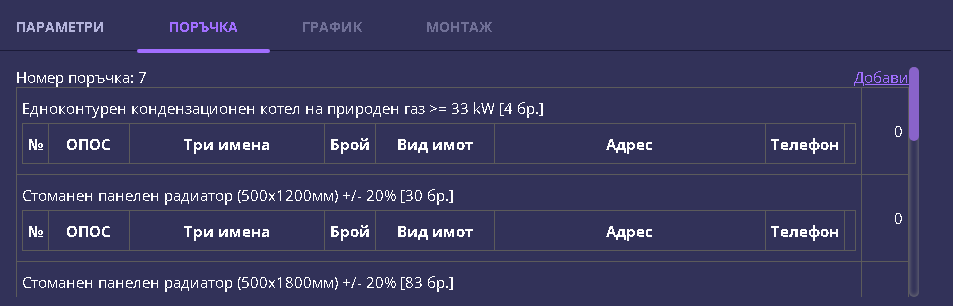 ПАРАМЕТРИ ПОРЪЧКА ГРАФИК МОНТАЖ
Номер поръчка: 7 Добави
Едноконтурен кондензационен котел на природен газ >= 33 kW [4 бр.]
№ ОПОС Три имена Брой Вид имот Адрес Телефон
0
Стоманен панелен радиатор (500x1200мм) +/- 20% [30 бр.]
№ ОПОС Три имена Брой Вид имот Адрес Телефон
0
Стоманен панелен радиатор (500x1800мм) +/- 20% [83 бр.]